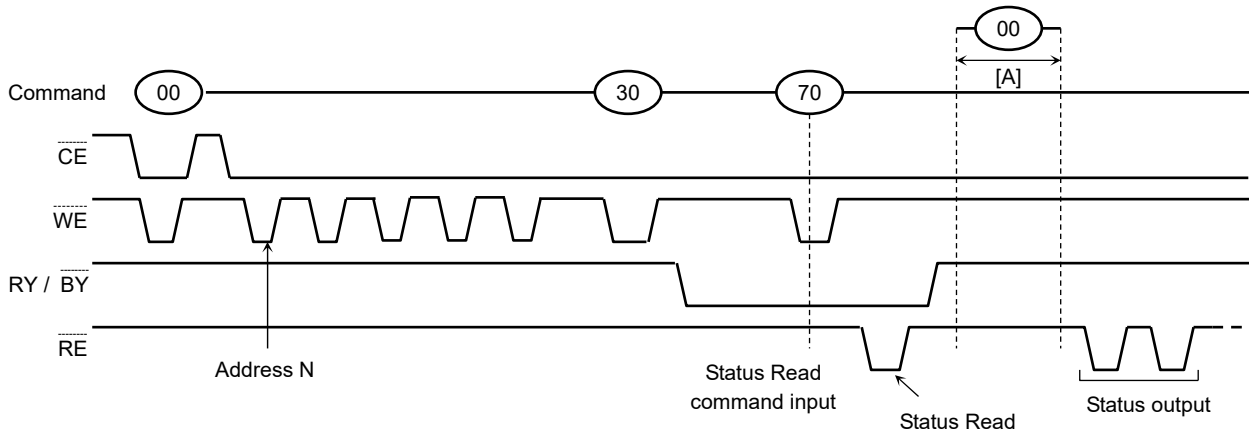 00
[A]
Command 00 30 70
CE
WE
RY / BY
RE
Address N
Status Read
command input
Status Read
Status output